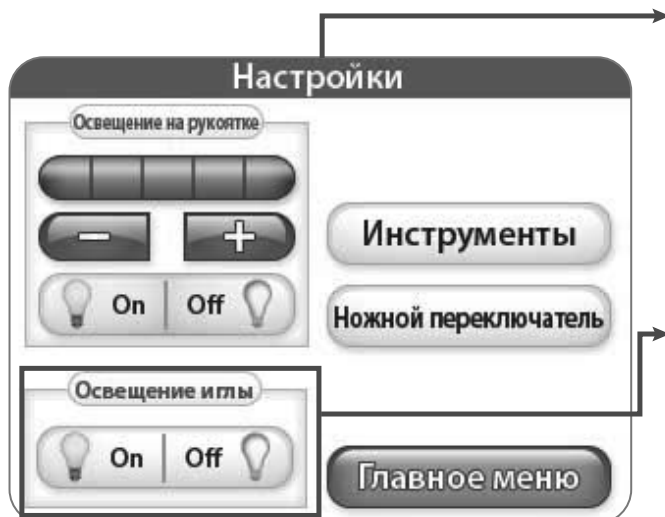 Настройки
Освещение на рукоятке
− +
On Off
Инструменты
Ножной переключатель
Освещение иглы
On Off
Главное меню